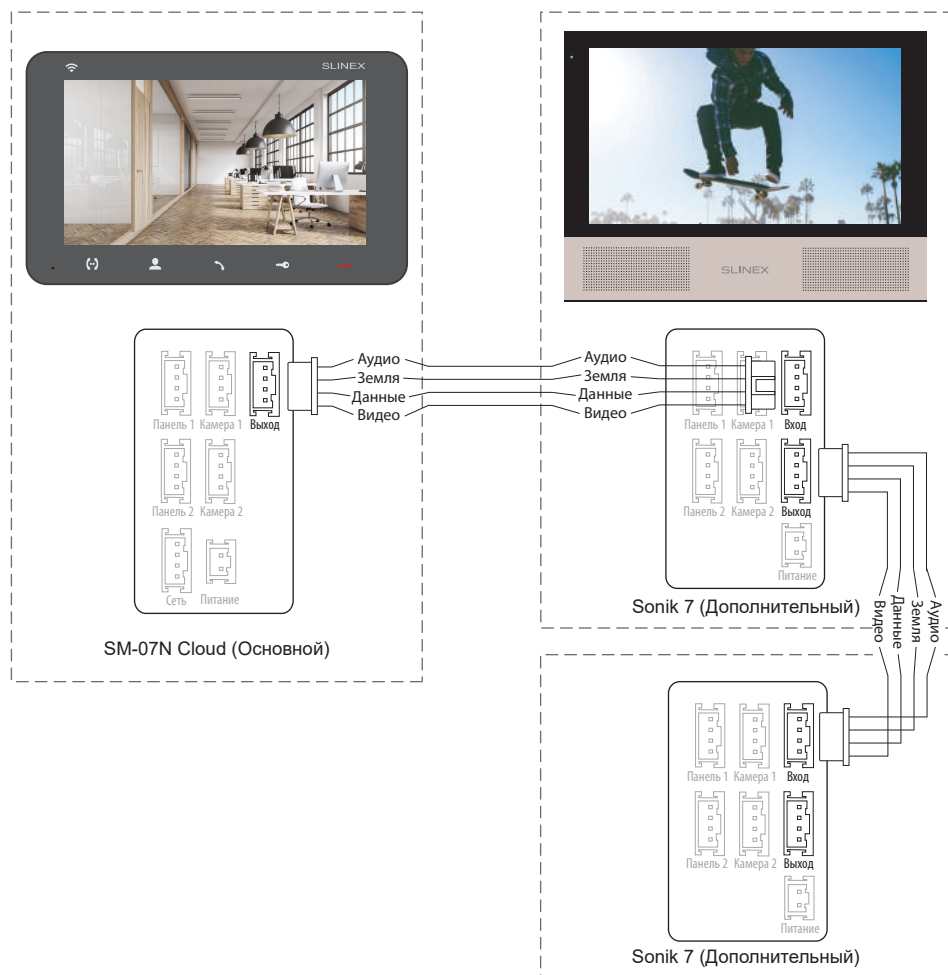 SLINEX
SLINEX
Аудио
Земля
Данные
Видео
Аудио
Земля
Данные
Видео
Панель 1 Камера 1 Выход
Панель 2 Камера 2
Сеть Питание
SM-07N Cloud (Основной)
Панель 1 Камера 1 Вход
Панель 2 Камера 2 Выход
Питание
Sonik 7 (Дополнительный)
Видео
Данные
Земля
Аудио
Панель 1 Камера 1 Вход
Панель 2 Камера 2 Выход
Питание
Sonik 7 (Дополнительный)